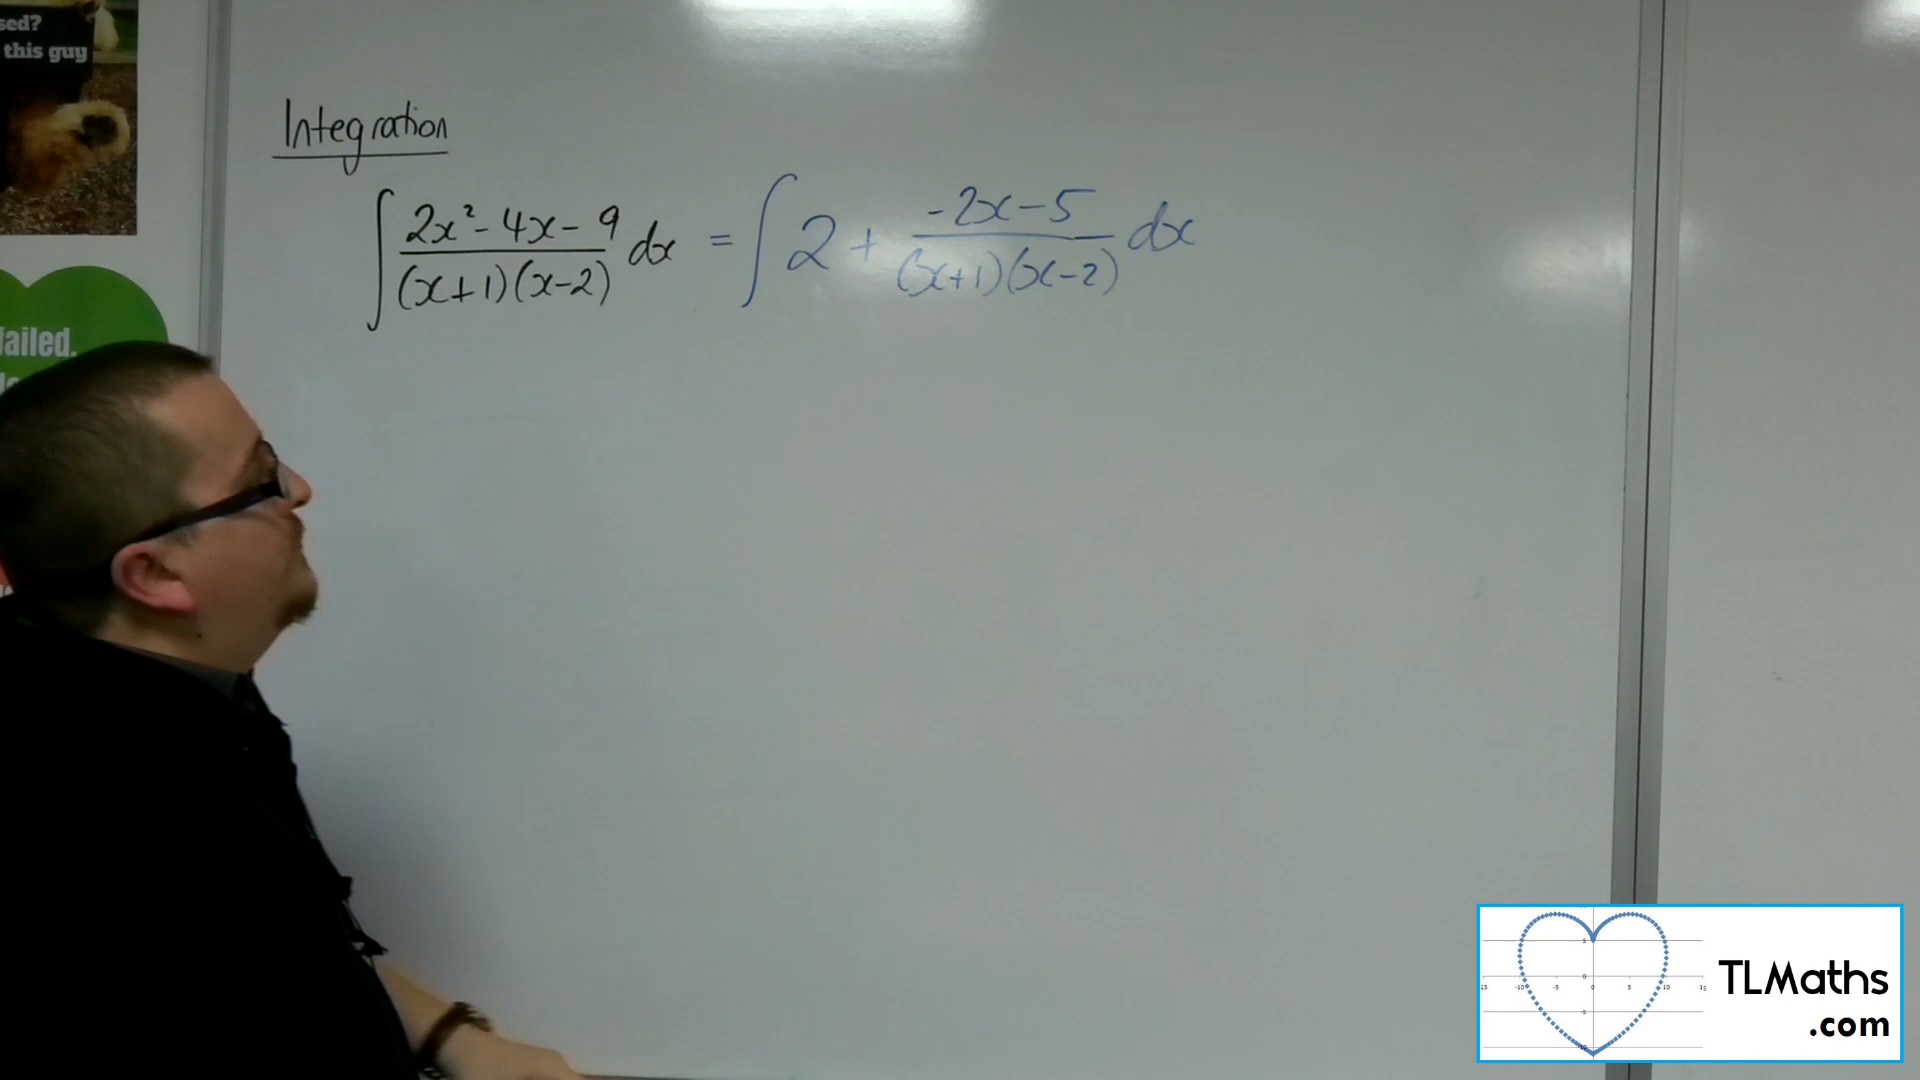 sed?
this guy
Integration
∫ 2x² - 4x - 9 / (x+1)(x-2) dx = ∫ 2 + -2x - 5 / (x+1)(x-2) dx
ailed.
TLMaths
.com